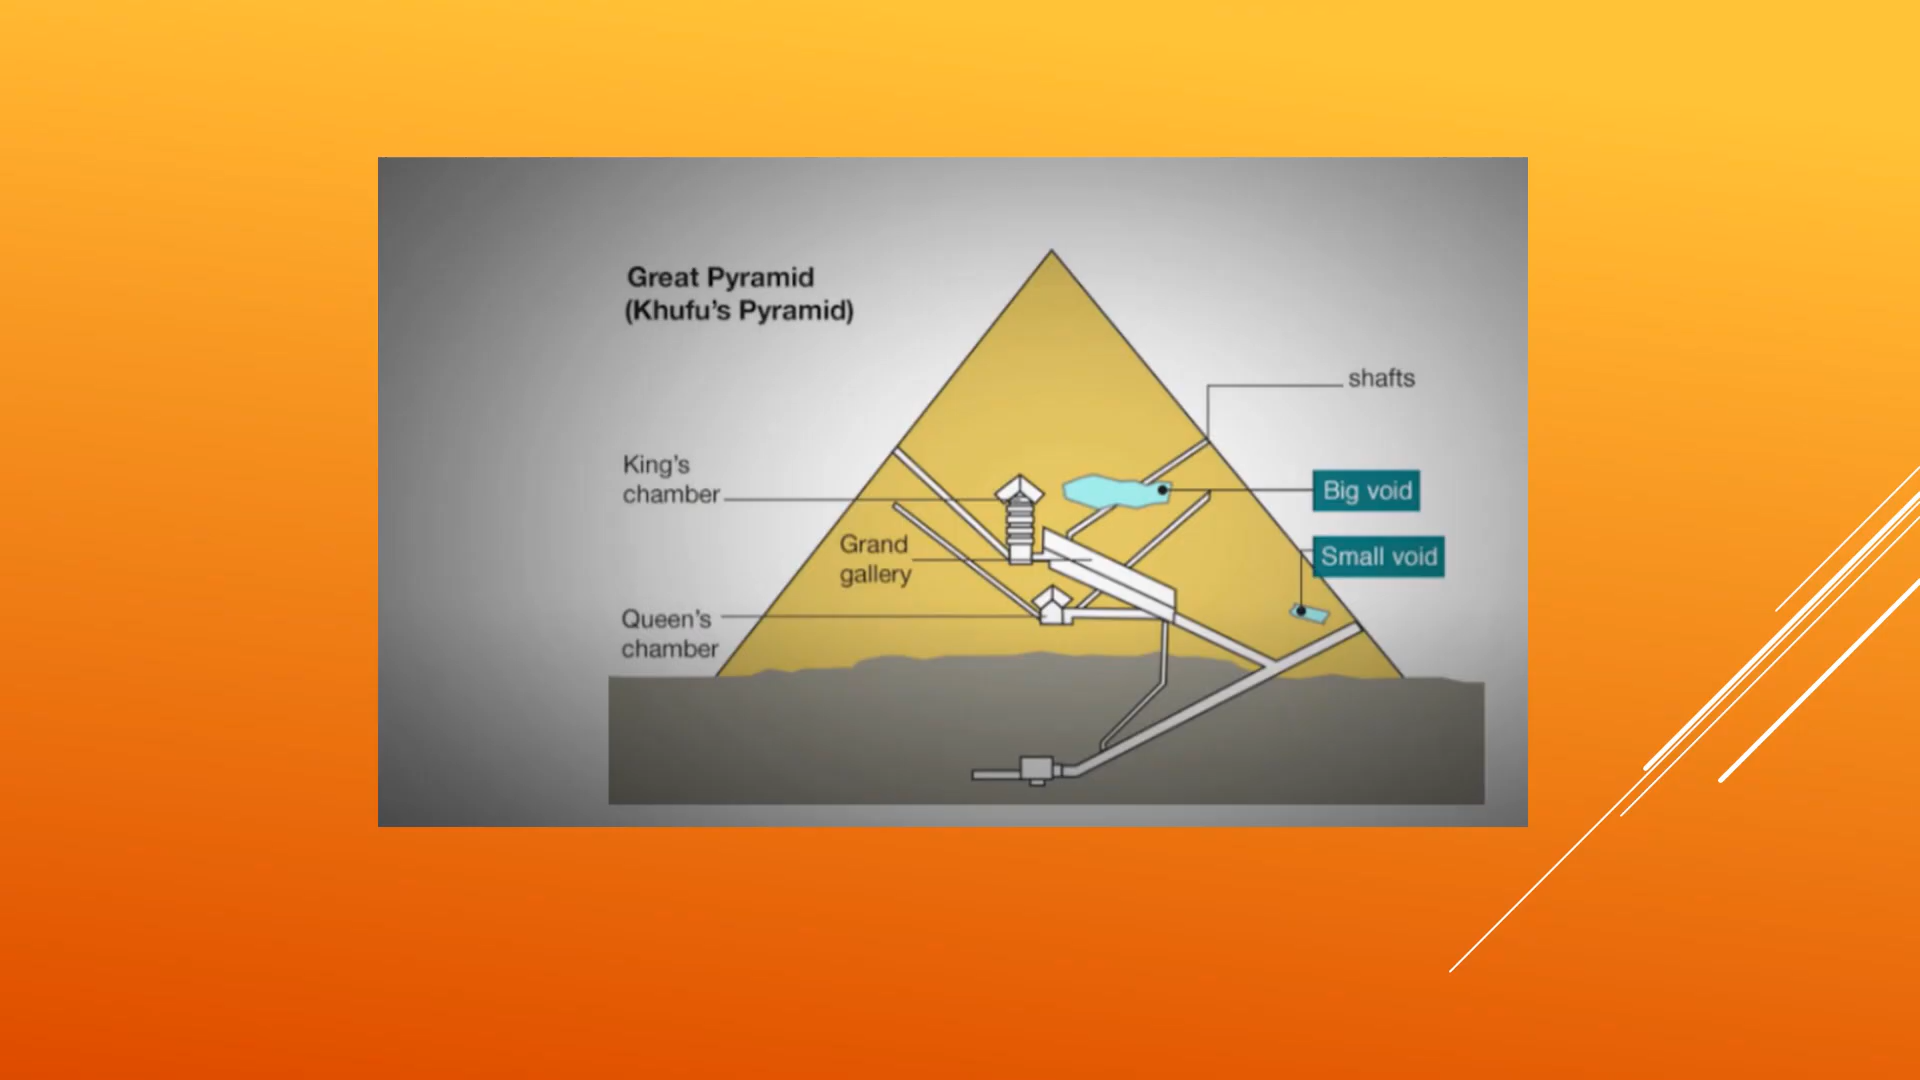 Great Pyramid
(Khufu's Pyramid)
shafts
King's
chamber
Big void
Grand
gallery
Small void
Queen's
chamber